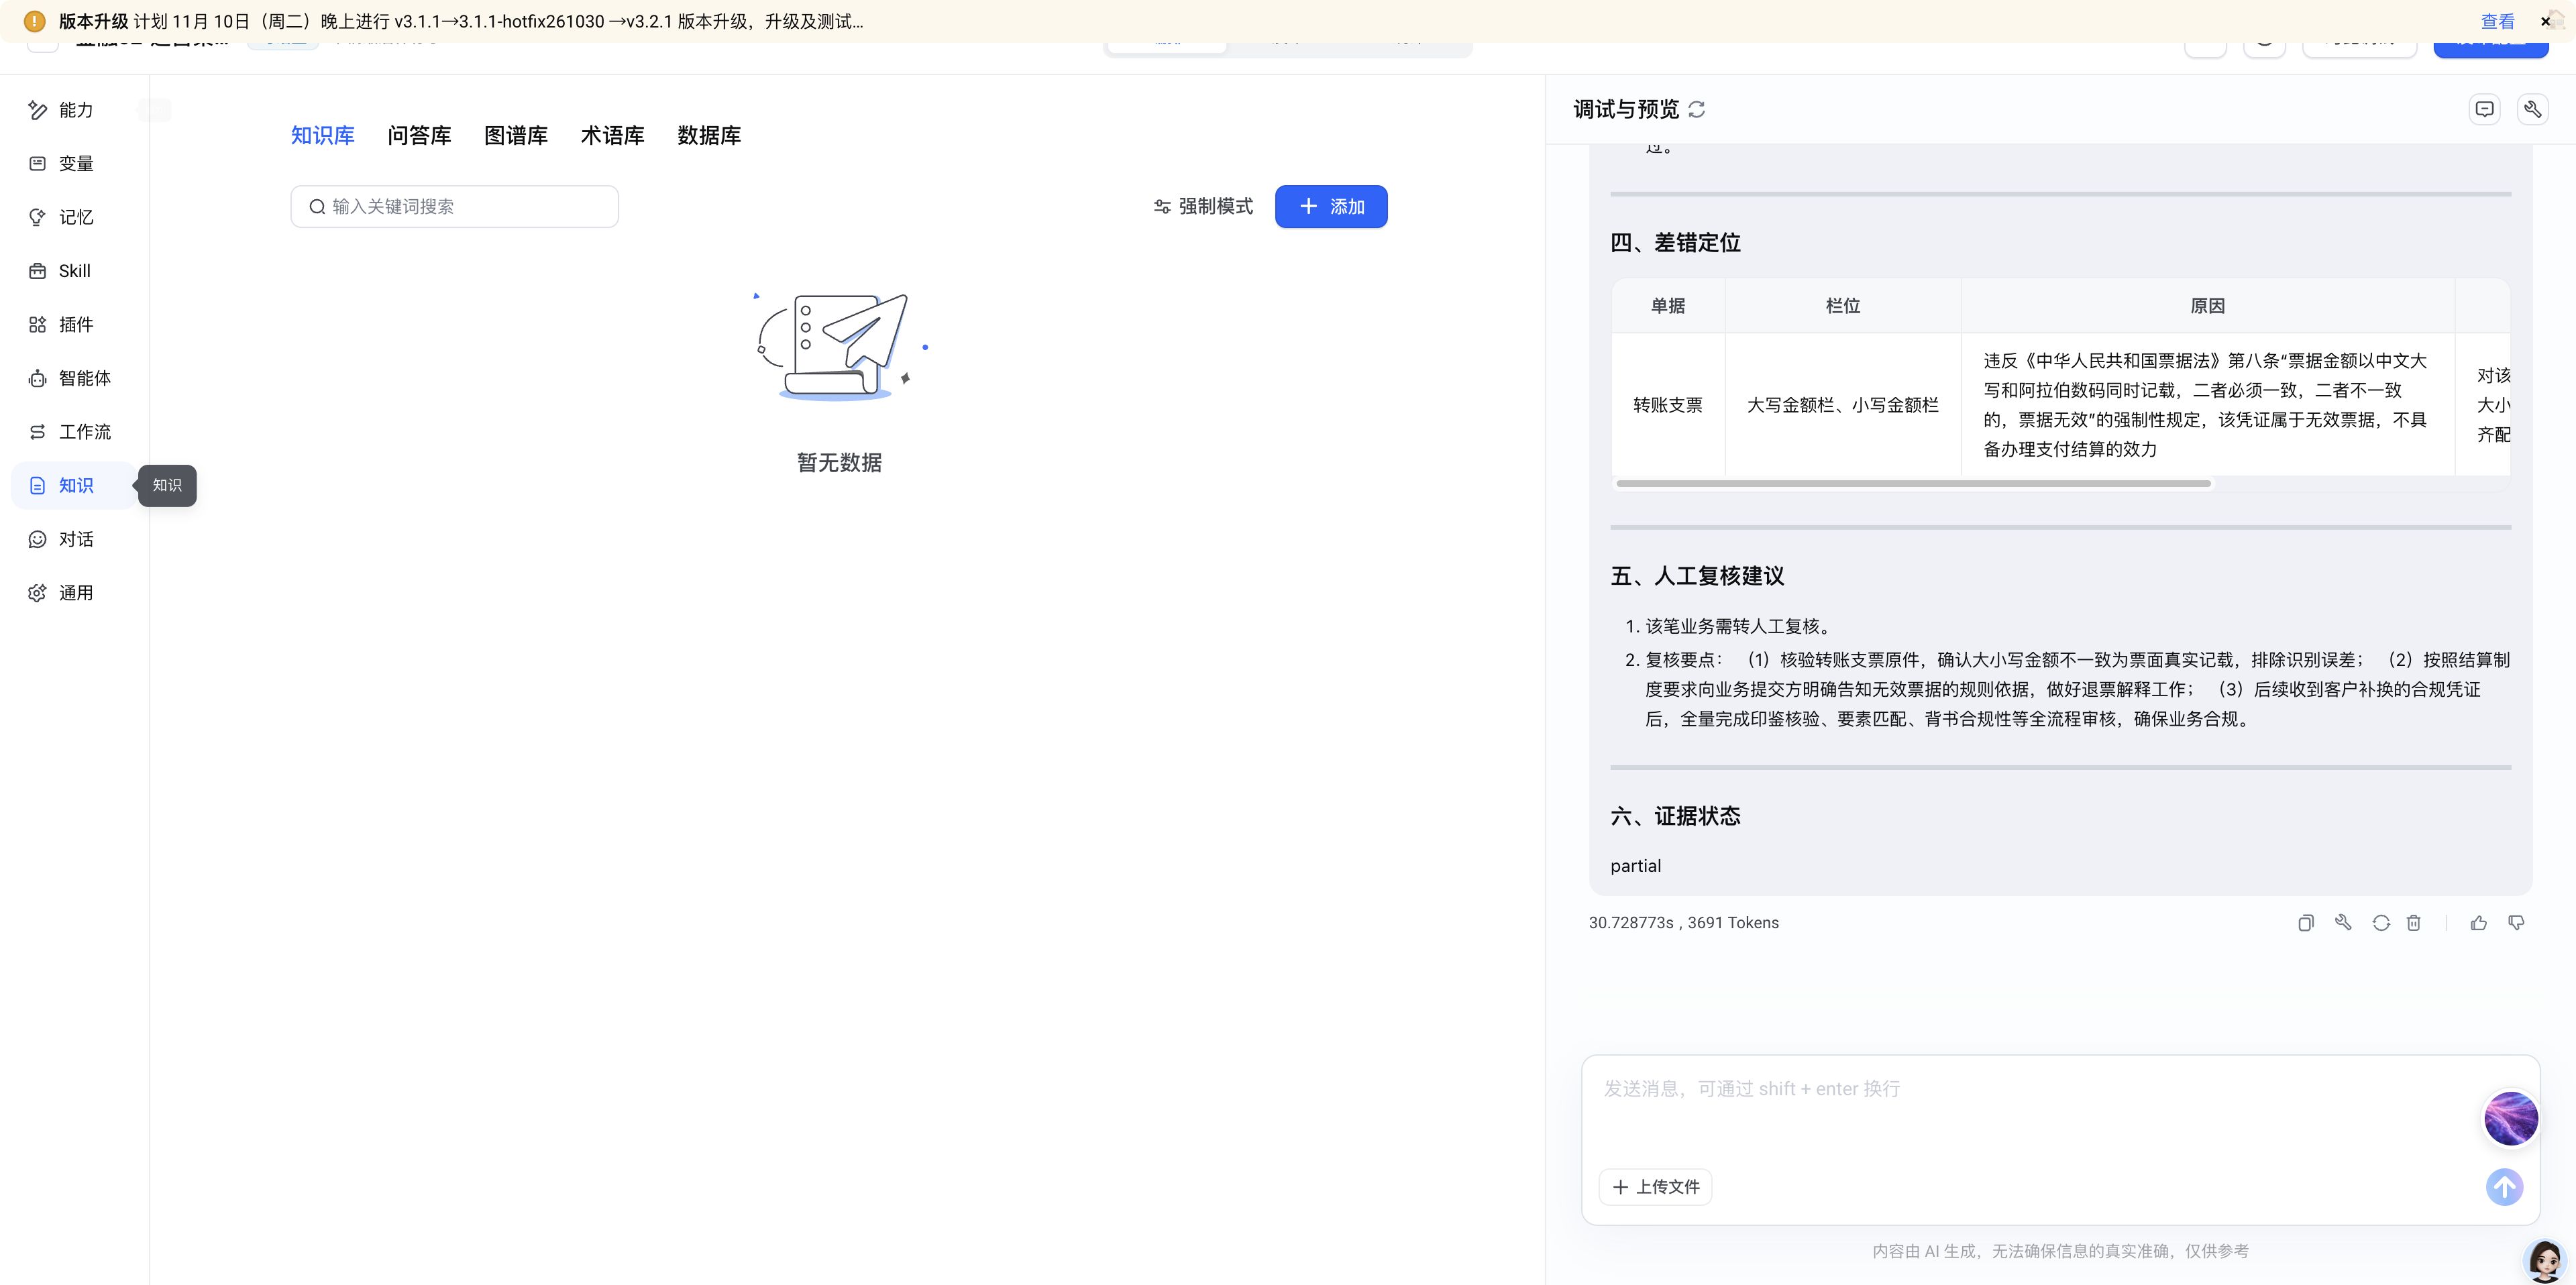 版本升级 计划 11月 10日（周二）晚上进行 v3.1.1→3.1.1-hotfix261030 →v3.2.1 版本升级，升级及测试...
查看
能力
变量
记忆
Skill
插件
智能体
工作流
知识
知识
对话
通用
知识库 问答库 图谱库 术语库 数据库
输入关键词搜索
强制模式
添加
暂无数据
调试与预览
过。
四、差错定位
单据 栏位 原因
转账支票
大写金额栏、小写金额栏
违反《中华人民共和国票据法》第八条“票据金额以中文大
写和阿拉伯数码同时记载，二者必须一致，二者不一致
的，票据无效”的强制性规定，该凭证属于无效票据，不具
备办理支付结算的效力
对该
大小
齐配
五、人工复核建议
1. 该笔业务需转人工复核。
2. 复核要点：（1）核验转账支票原件，确认大小写金额不一致为票面真实记载，排除识别误差；（2）按照结算制
度要求向业务提交方明确告知无效票据的规则依据，做好退票解释工作；（3）后续收到客户补换的合规凭证
后，全量完成印鉴核验、要素匹配、背书合规性等全流程审核，确保业务合规。
六、证据状态
partial
30.728773s , 3691 Tokens
发送消息，可通过 shift + enter 换行
上传文件
内容由 AI 生成，无法确保信息的真实准确，仅供参考